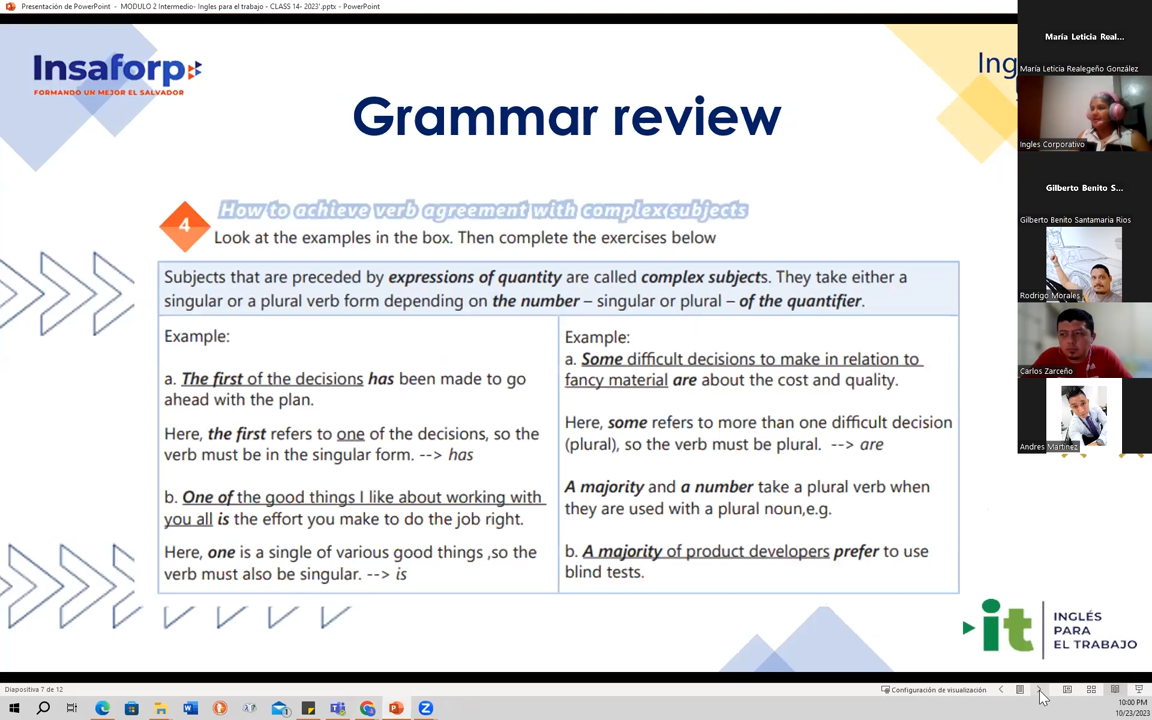 Presentación de PowerPoint - MODULO 2 Intermedio- Ingles para el trabajo - CLASS 14- 2023'.pptx - PowerPoint
Insaforp
FORMANDO UN MEJOR EL SALVADOR
Ing
Grammar review
4
How to achieve verb agreement with complex subjects
Look at the examples in the box. Then complete the exercises below
Subjects that are preceded by expressions of quantity are called complex subjects. They take either a
singular or a plural verb form depending on the number – singular or plural – of the quantifier.
Example:
a. The first of the decisions has been made to go
ahead with the plan.
Here, the first refers to one of the decisions, so the
verb must be in the singular form. --> has
b. One of the good things I like about working with
you all is the effort you make to do the job right.
Here, one is a single of various good things ,so the
verb must also be singular. --> is
Example:
a. Some difficult decisions to make in relation to
fancy material are about the cost and quality.
Here, some refers to more than one difficult decision
(plural), so the verb must be plural. --> are
A majority and a number take a plural verb when
they are used with a plural noun,e.g.
b. A majority of product developers prefer to use
blind tests.
it
INGLÉS
PARA
EL TRABAJO
María Leticia Real...
María Leticia Realegeño González
Ingles Corporativo
Gilberto Benito S...
Gilberto Benito Santamaria Rios
Rodrigo Morales
Carlos Zarceño
Andres Martinez
Diapositiva 7 de 12
Configuración de visualización
10:00 PM
10/23/2023